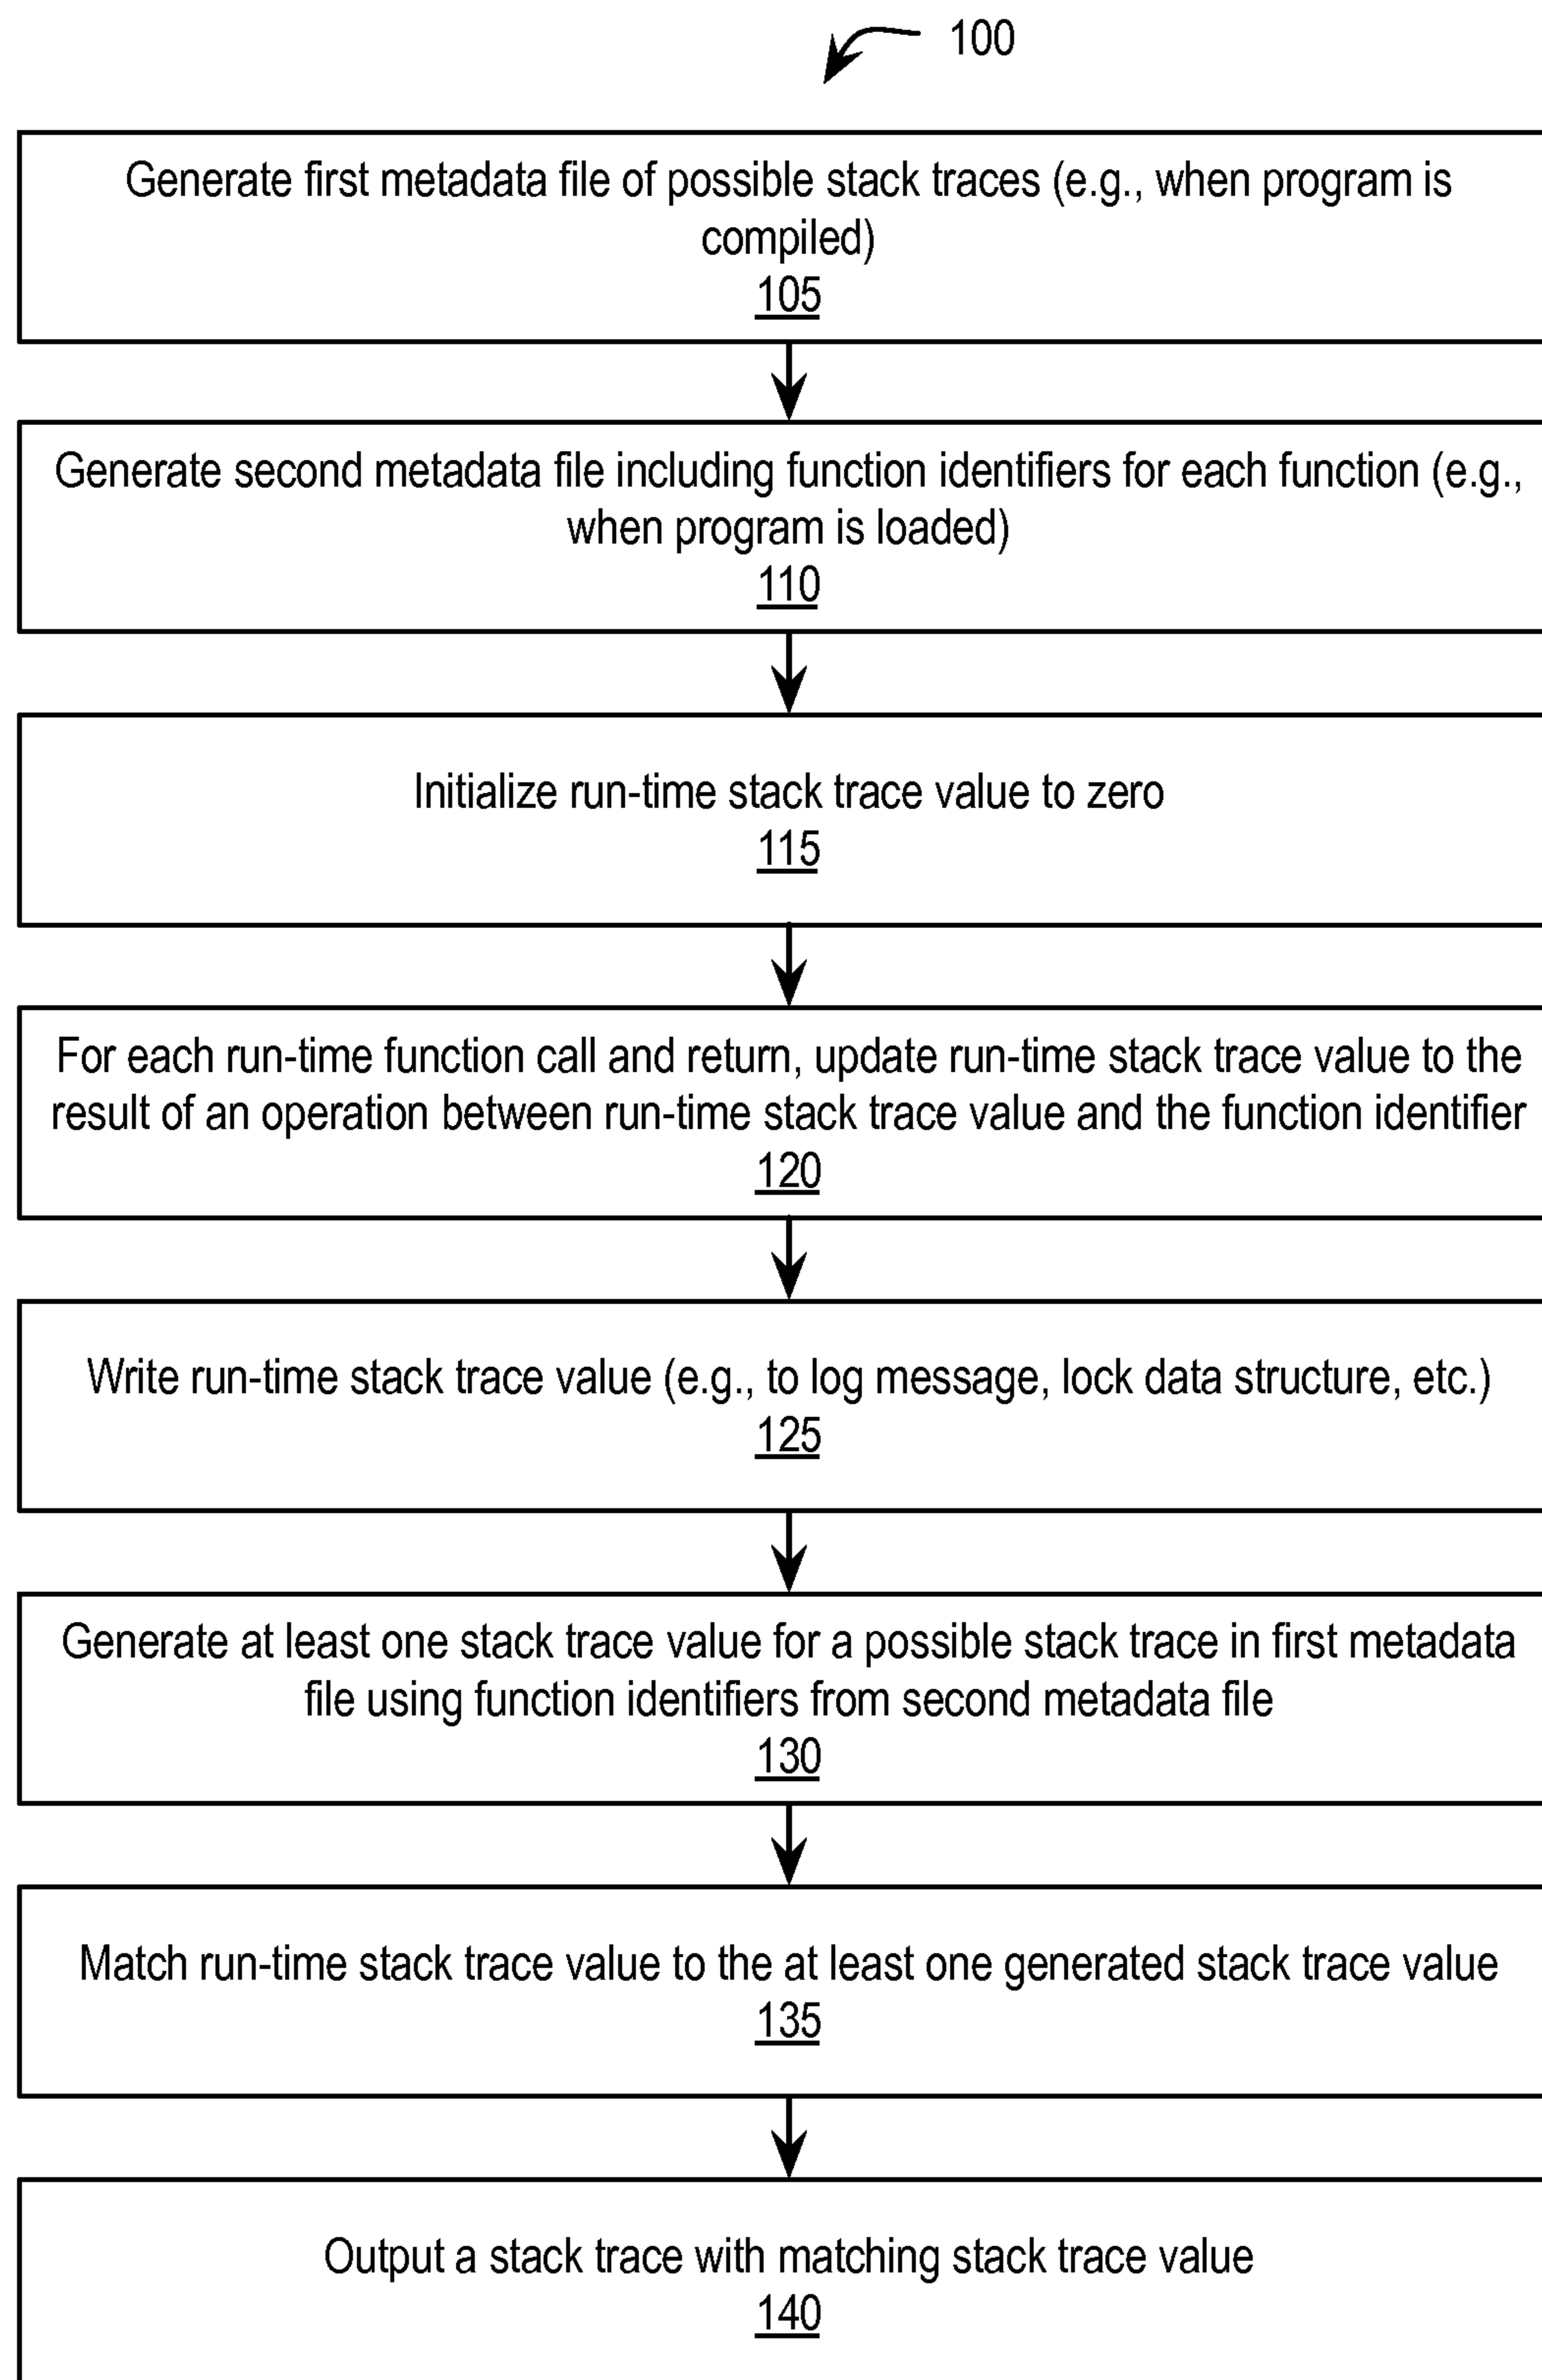 100
Generate first metadata file of possible stack traces (e.g., when program is
compiled)
105
Generate second metadata file including function identifiers for each function (e.g.,
when program is loaded)
110
Initialize run-time stack trace value to zero
115
For each run-time function call and return, update run-time stack trace value to the
result of an operation between run-time stack trace value and the function identifier
120
Write run-time stack trace value (e.g., to log message, lock data structure, etc.)
125
Generate at least one stack trace value for a possible stack trace in first metadata
file using function identifiers from second metadata file
130
Match run-time stack trace value to the at least one generated stack trace value
135
Output a stack trace with matching stack trace value
140